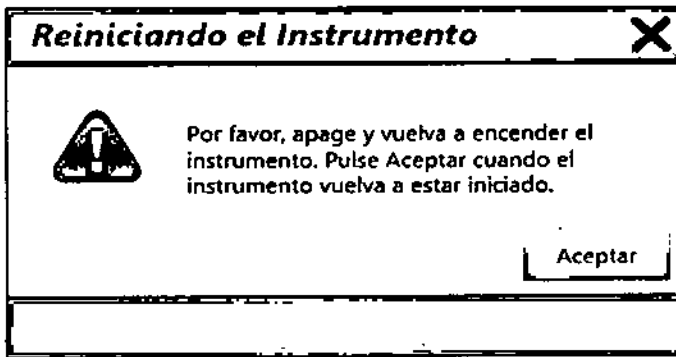 Reiniciando el Instrumento
Por favor, apage y vuelva a encender el
instrumento. Pulse Aceptar cuando el
instrumento vuelva a estar iniciado.
Aceptar